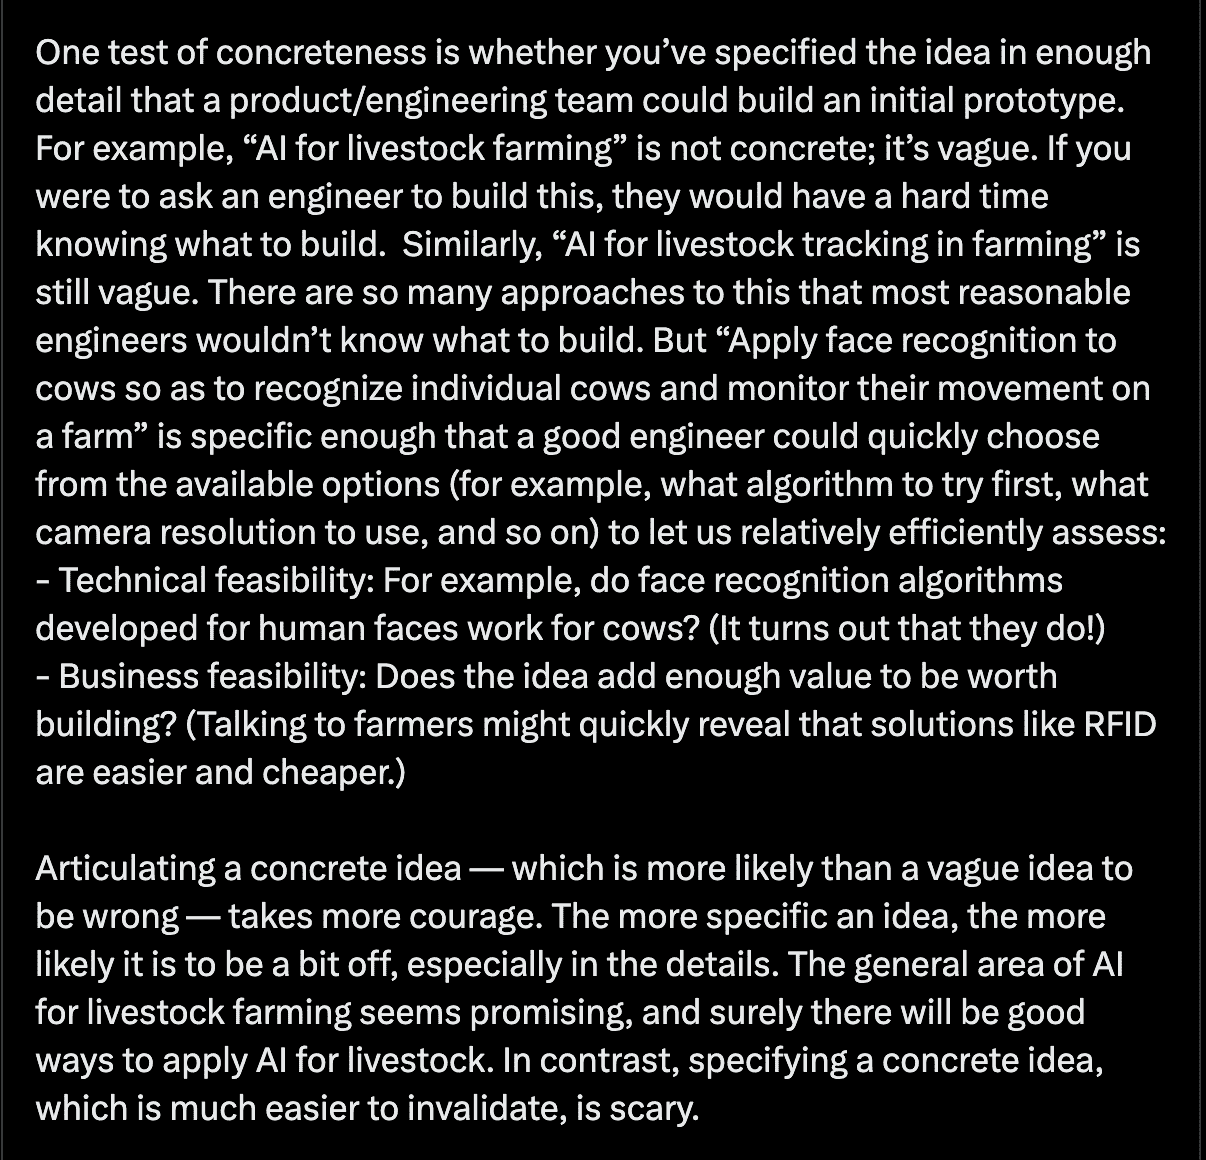 One test of concreteness is whether you’ve specified the idea in enough
detail that a product/engineering team could build an initial prototype.
For example, “AI for livestock farming” is not concrete; it’s vague. If you
were to ask an engineer to build this, they would have a hard time
knowing what to build.  Similarly, “AI for livestock tracking in farming” is
still vague. There are so many approaches to this that most reasonable
engineers wouldn’t know what to build. But “Apply face recognition to
cows so as to recognize individual cows and monitor their movement on
a farm” is specific enough that a good engineer could quickly choose
from the available options (for example, what algorithm to try first, what
camera resolution to use, and so on) to let us relatively efficiently assess:
- Technical feasibility: For example, do face recognition algorithms
developed for human faces work for cows? (It turns out that they do!)
- Business feasibility: Does the idea add enough value to be worth
building? (Talking to farmers might quickly reveal that solutions like RFID
are easier and cheaper.)

Articulating a concrete idea — which is more likely than a vague idea to
be wrong — takes more courage. The more specific an idea, the more
likely it is to be a bit off, especially in the details. The general area of AI
for livestock farming seems promising, and surely there will be good
ways to apply AI for livestock. In contrast, specifying a concrete idea,
which is much easier to invalidate, is scary.